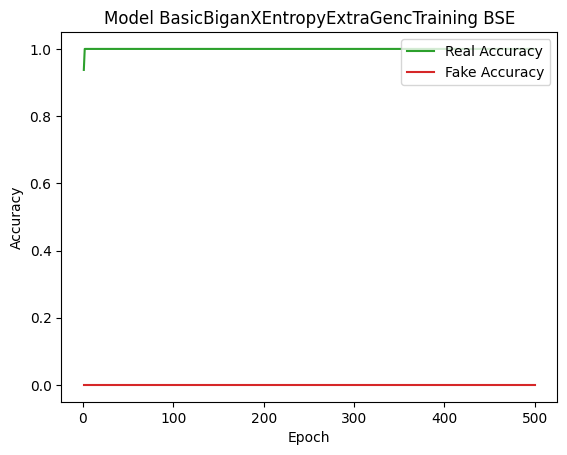 Model BasicBiganXEntropyExtraGencTraining BSE
Real Accuracy
Fake Accuracy
Accuracy
1.0
0.8
0.6
0.4
0.2
0.0
0
100
200
300
400
500
Epoch